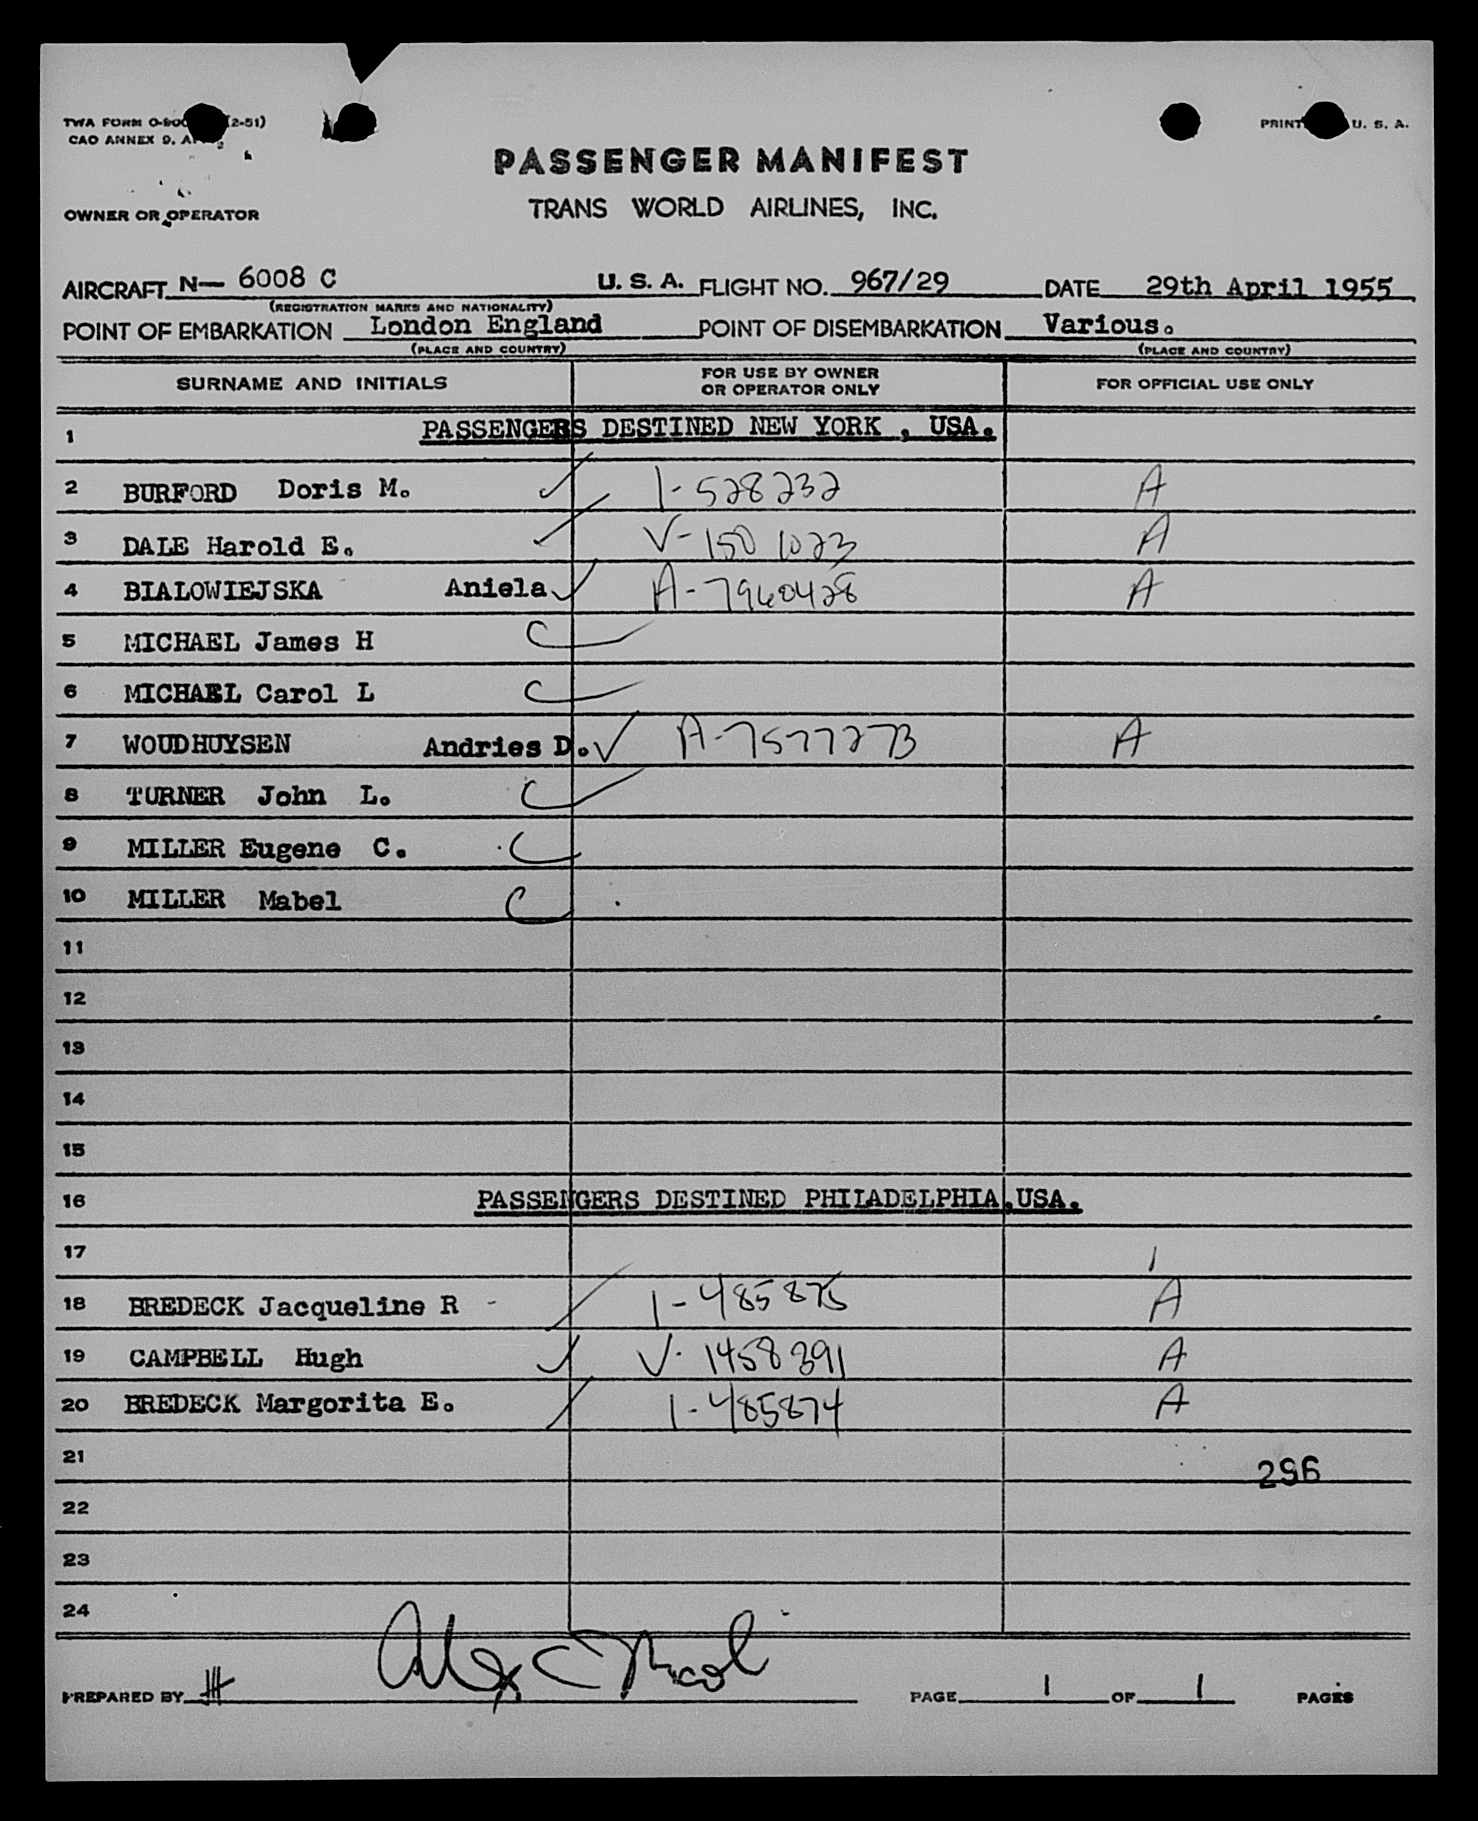 TWA FORM O- (2-51)
CAO ANNEX 9, A
PRINT U. S. A.
PASSENGER MANIFEST
TRANS WORLD AIRLINES, INC.
OWNER OR OPERATOR
AIRCRAFT N— 6008 C U. S. A. FLIGHT NO. 967/29 DATE 29th April 1955
(REGISTRATION MARKS AND NATIONALITY)
POINT OF EMBARKATION London England POINT OF DISEMBARKATION Various.
(PLACE AND COUNTRY) (PLACE AND COUNTRY)
SURNAME AND INITIALS FOR USE BY OWNER OR OPERATOR ONLY FOR OFFICIAL USE ONLY
1 PASSENGERS DESTINED NEW YORK , USA.
2 BURFORD Doris M. 1-528232 A
3 DALE Harold E. V-1501023 A
4 BIALOWIEJSKA Aniela A-7960428 A
5 MICHAEL James H C
6 MICHAEL Carol L C
7 WOUDHUYSEN Andries D. A-7577273 A
8 TURNER John L. C
9 MILLER Eugene C. C
10 MILLER Mabel C
11
12
13
14
15
16 PASSENGERS DESTINED PHILADELPHIA,USA.
17
18 BREDECK Jacqueline R - 1-485875 A
19 CAMPBELL Hugh V-1458391 A
20 BREDECK Margorita E. 1-485874 A
21
296
22
23
24
PREPARED BY Alex C Nicol PAGE 1 OF 1 PAGES